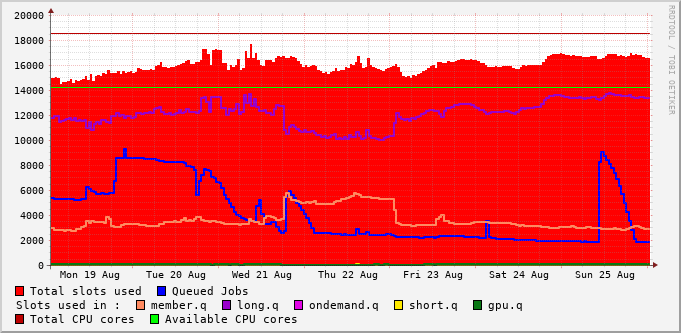 20000
18000
16000
14000
12000
10000
8000
6000
4000
2000
0
Mon 19 Aug Tue 20 Aug Wed 21 Aug Thu 22 Aug Fri 23 Aug Sat 24 Aug Sun 25 Aug
Total slots used Queued Jobs
Slots used in : member.q long.q ondemand.q short.q gpu.q
Total CPU cores Available CPU cores
RRDTOOL / TOBI OETIKER